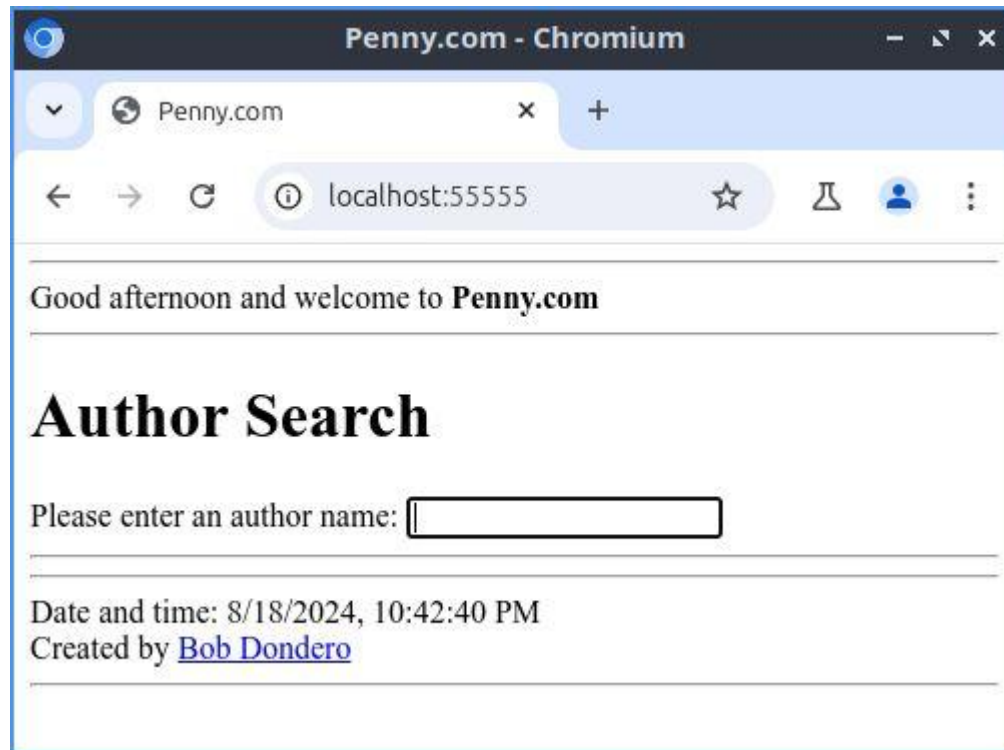 Penny.com - Chromium
Penny.com
localhost:55555
Good afternoon and welcome to Penny.com
Author Search
Please enter an author name:
Date and time: 8/18/2024, 10:42:40 PM
Created by Bob Dondero